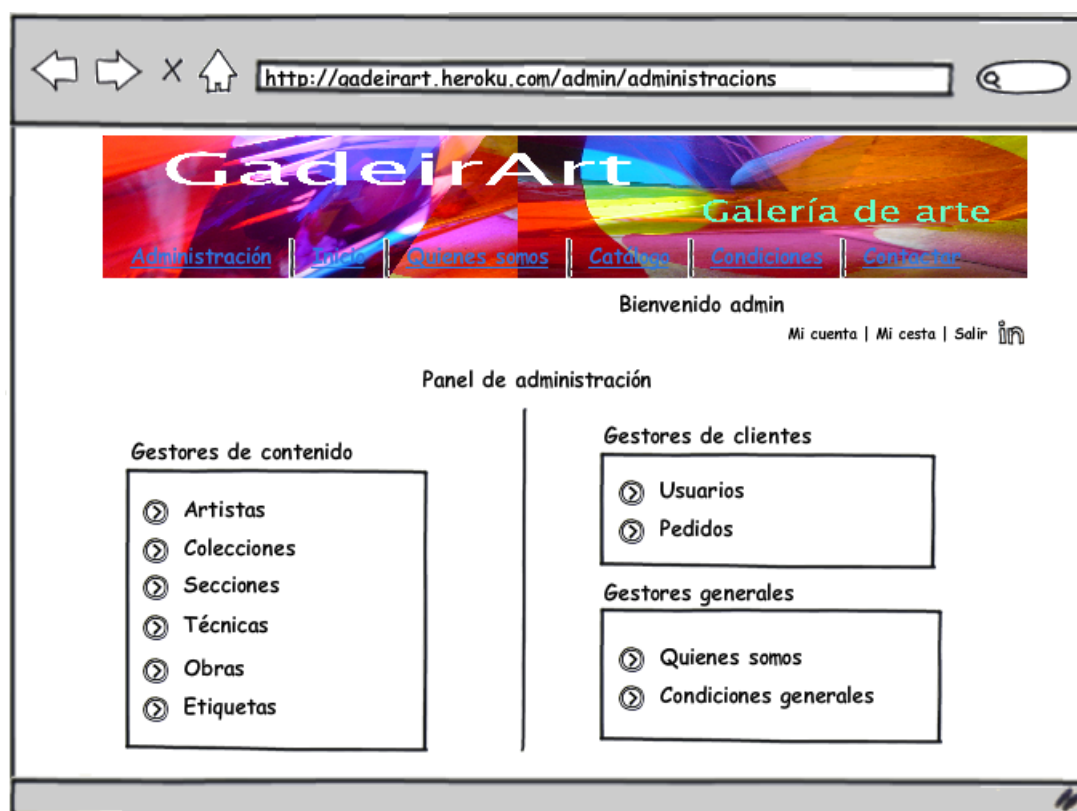 http://gadeirart.heroku.com/admin/administracions
GadeirArt
Galería de arte
Administración | Inicio | Quienes somos | Catálogo | Condiciones | Contactar
Bienvenido admin
Mi cuenta | Mi cesta | Salir in
Panel de administración
Gestores de contenido
Artistas
Colecciones
Secciones
Técnicas
Obras
Etiquetas
Gestores de clientes
Usuarios
Pedidos
Gestores generales
Quienes somos
Condiciones generales